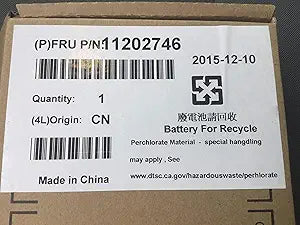 (P)FRU P/N:11202746
2015-12-10
Quantity: 1
(4L)Origin: CN
廢電池請回收
Battery For Recycle
Perchlorate Material - special hangdling
may apply , See
Made in China
www.dtsc.ca.gov/hazardouswaste/perhlorate